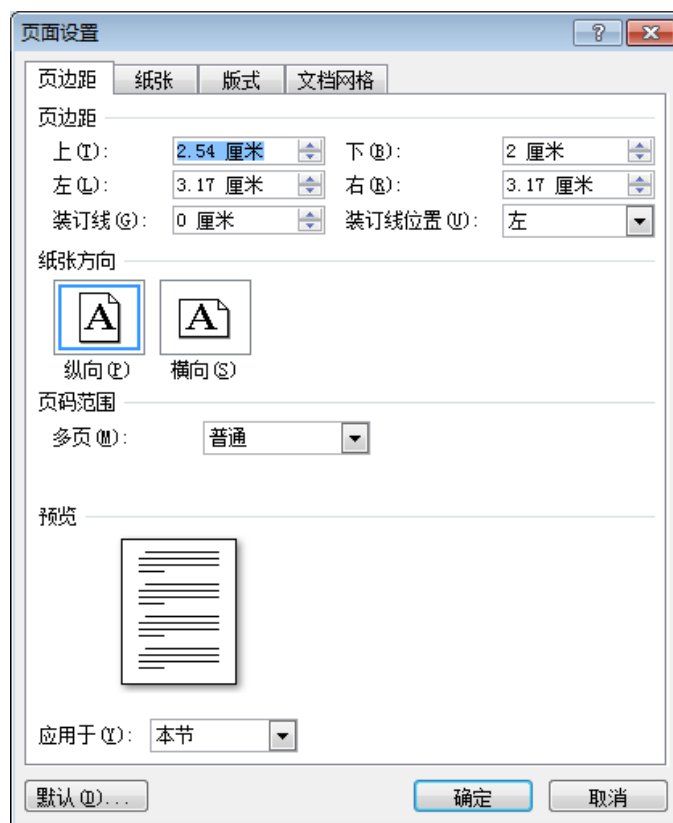 页面设置
页边距 纸张 版式 文档网格
页边距
上(T): 2.54 厘米 下(B): 2 厘米
左(L): 3.17 厘米 右(R): 3.17 厘米
装订线(G): 0 厘米 装订线位置(U): 左
纸张方向
A A
纵向(P) 横向(S)
页码范围
多页(M): 普通
预览
应用于(Y): 本节
默认(D)... 确定 取消